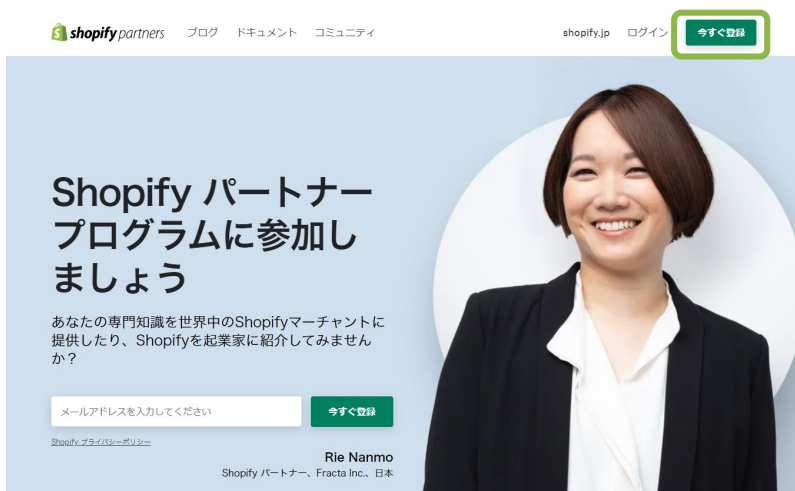 shopify partners ブログ ドキュメント コミュニティ shopify.jp ログイン 今すぐ登録
Shopify パートナー
プログラムに参加し
ましょう
あなたの専門知識を世界中のShopifyマーチャントに
提供したり、Shopifyを起業家に紹介してみません
か？
メールアドレスを入力してください 今すぐ登録
Shopify プライバシーポリシー
Rie Nanmo
Shopify パートナー、Fracta Inc.、日本